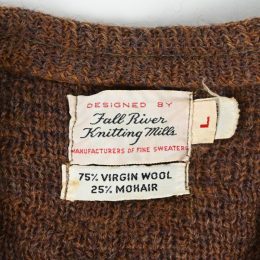 DESIGNED BY
Fall River
Knitting Mills
MANUFACTURERS OF FINE SWEATERS
L
75% VIRGIN WOOL
25% MOHAIR